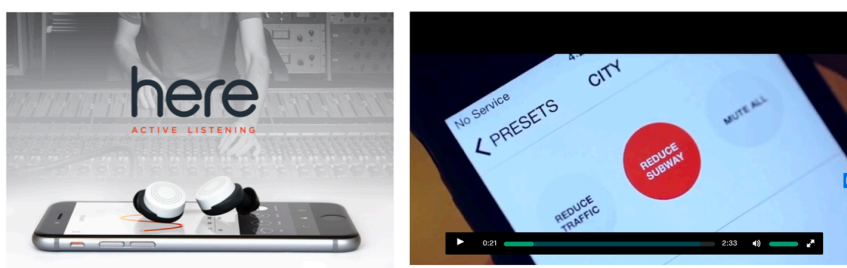 here
ACTIVE LISTENING
No Service
PRESETS
CITY
MUTE ALL
REDUCE
SUBWAY
REDUCE
TRAFFIC
0:21
2:33